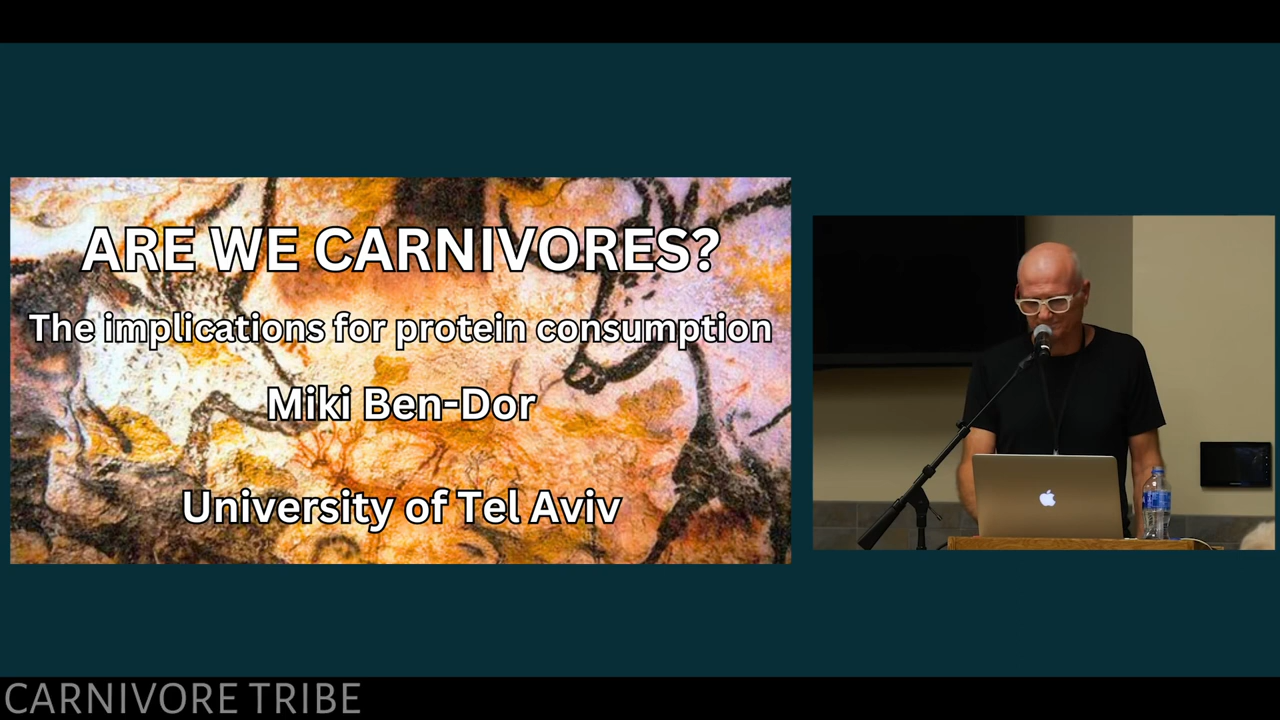 ARE WE CARNIVORES?
The implications for protein consumption
Miki Ben-Dor
University of Tel Aviv
CARNIVORE TRIBE